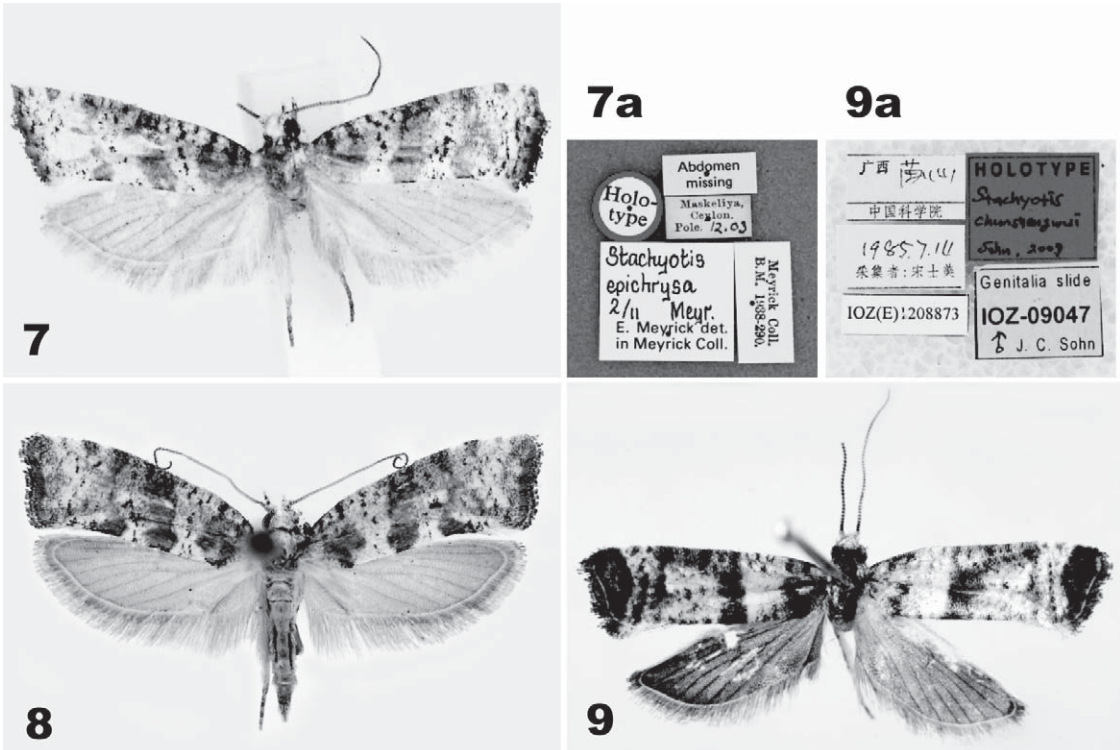 7
7a
9a
Holo-
type
Abdomen
missing
Maskeliya,
Ceylon.
Pole. 12.03
Stachyotis
epichrysa
2/11 Meyr.
E. Meyrick det.
in Meyrick Coll.
Meyrick Coll.
B.M. 1938-290.
广西
中国科学院
1985.7.
采集者:宋士美
IOZ(E)1208873
HOLOTYPE
Stachyotis
Sohn, 2009
Genitalia slide
IOZ-09047
♂ J. C. Sohn
8
9